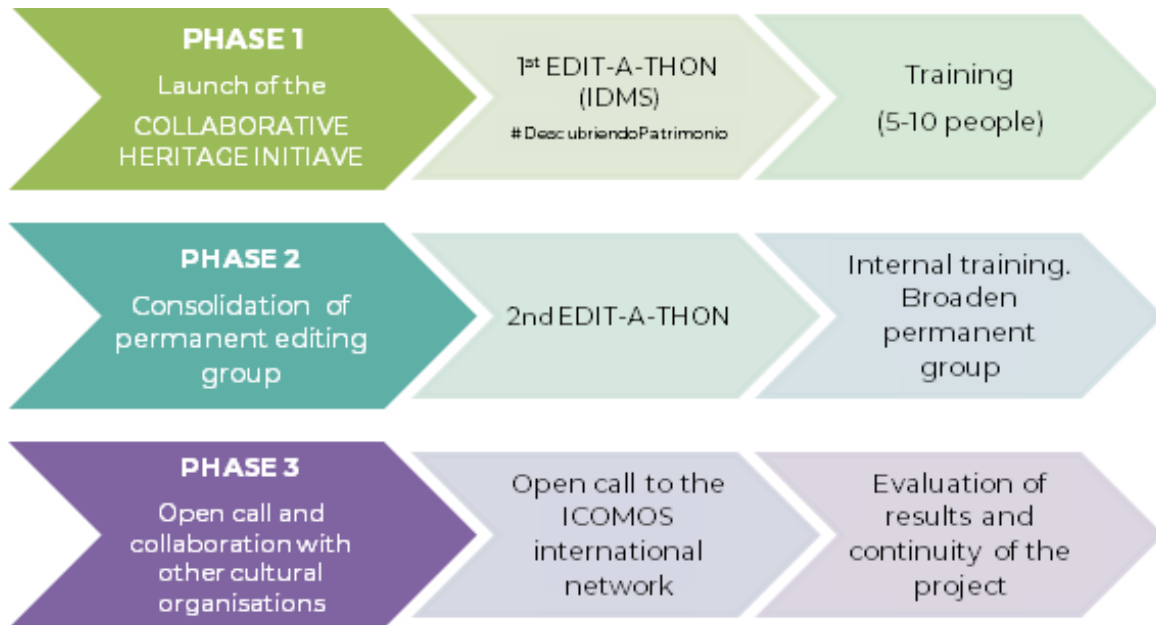 PHASE 1
Launch of the
COLLABORATIVE
HERITAGE INITIAVE
1st EDIT-A-THON
(IDMS)
#DescubriendoPatrimonio
Training
(5-10 people)
PHASE 2
Consolidation of
permanent editing
group
2nd EDIT-A-THON
Internal training.
Broaden
permanent
group
PHASE 3
Open call and
collaboration with
other cultural
organisations
Open call to the
ICOMOS
international
network
Evaluation of
results and
continuity of the
project